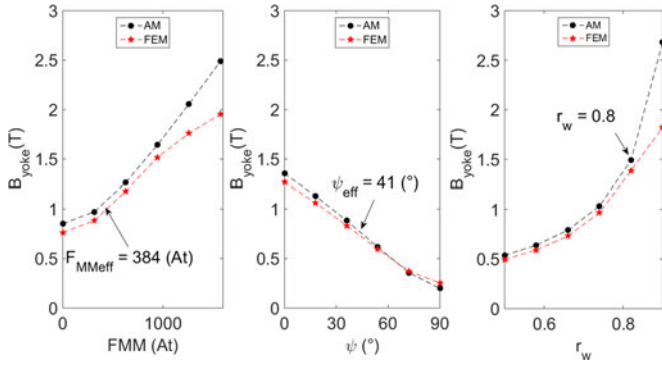 AM
FEM
3
2.5
2
1.5
1
0.5
0
B_yoke(T)
F_MMeff = 384 (At)
0
1000
FMM (At)
AM
FEM
3
2.5
2
1.5
1
0.5
0
B_yoke(T)
ψ_eff = 41 (°)
0
30
60
90
ψ (°)
AM
FEM
3
2.5
2
1.5
1
0.5
0
B_yoke(T)
r_w = 0.8
0.6
0.8
r_w